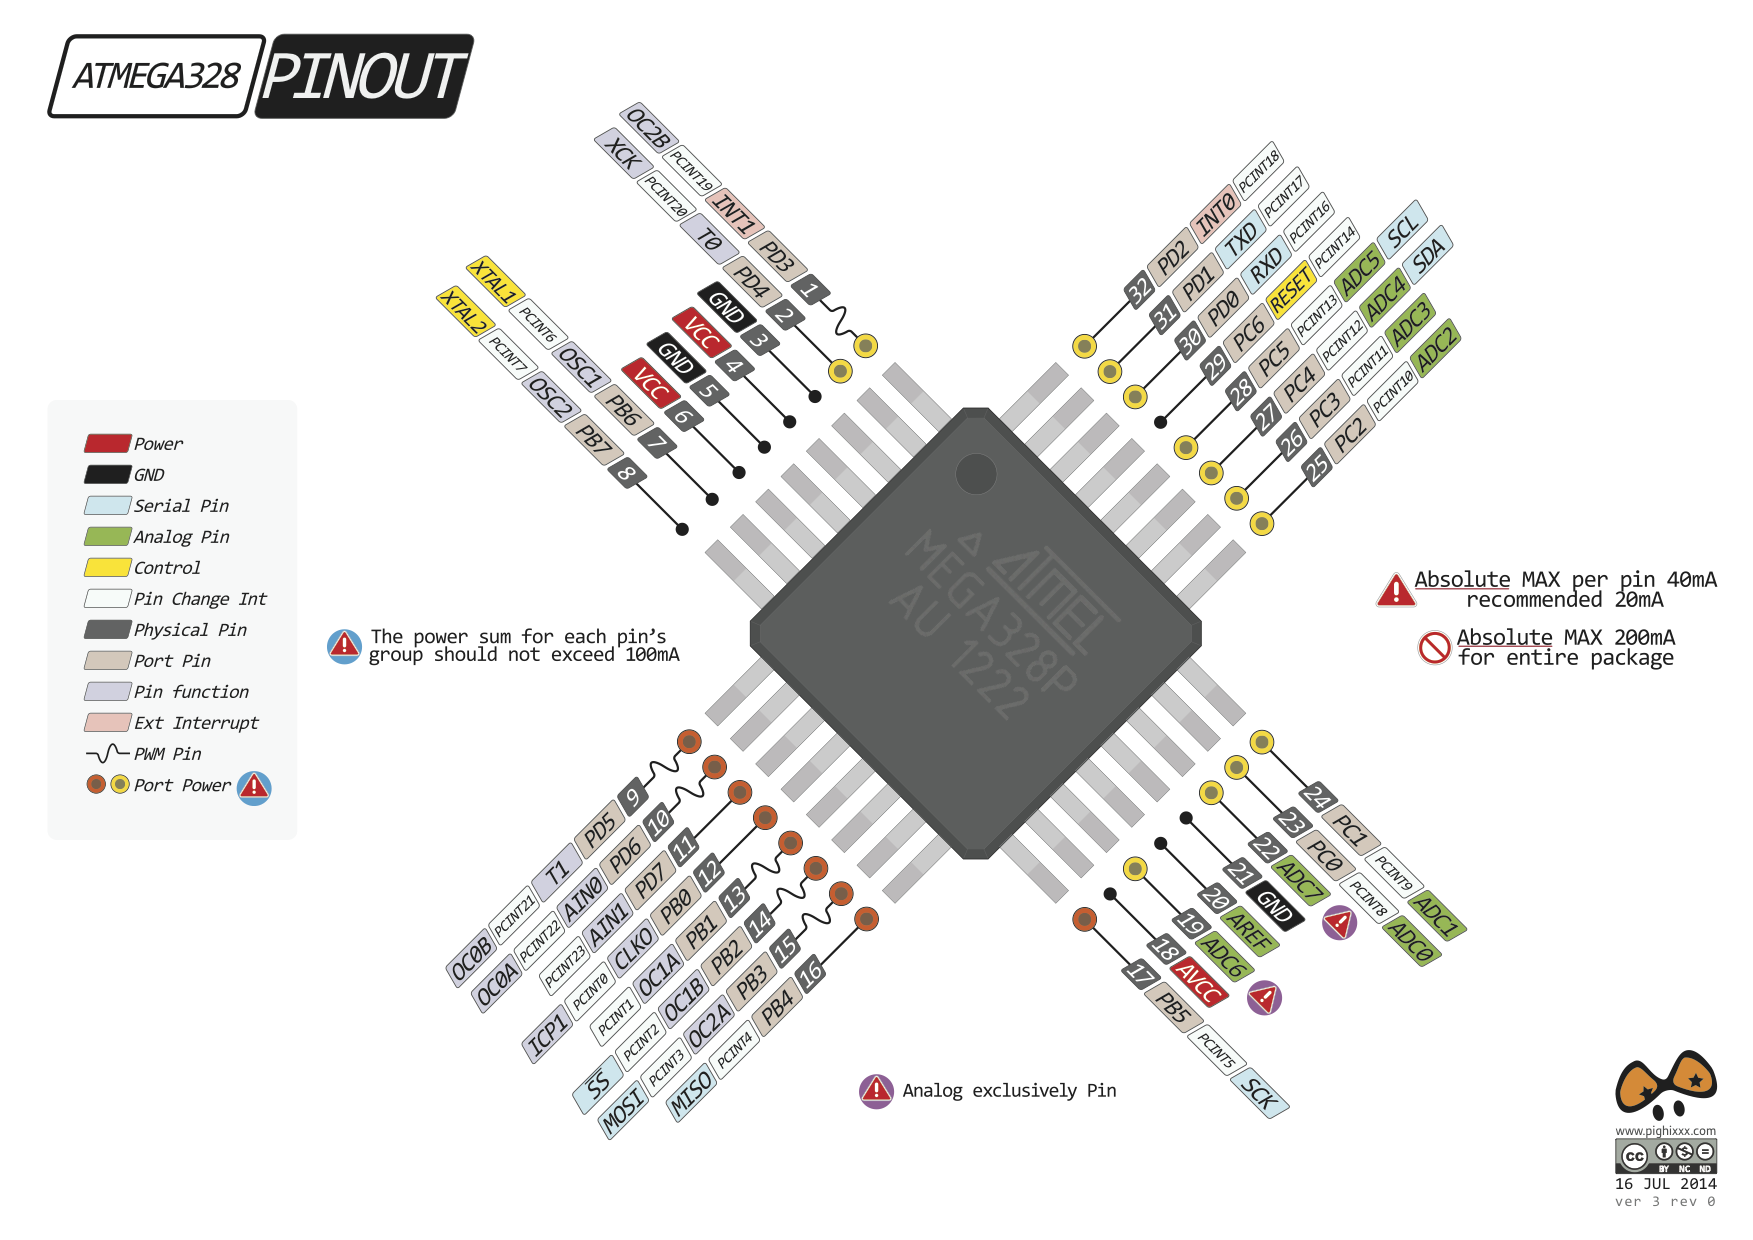 ATMEGA328 PINOUT
OC2B PCINT19 INT1 PD3 1
XCK PCINT20 T0 PD4 2
GND 3
VCC 4
GND 5
VCC 6
XTAL1 PCINT6 OSC1 PB6 7
XTAL2 PCINT7 OSC2 PB7 8
32 PD2 INT0 PCINT18
31 PD1 TXD PCINT17
30 PD0 RXD PCINT16
29 PC6 RESET PCINT14
28 PC5 PCINT13 ADC5 SCL
27 PC4 PCINT12 ADC4 SDA
26 PC3 PCINT11 ADC3
25 PC2 PCINT10 ADC2
Power
GND
Serial Pin
Analog Pin
Control
Pin Change Int
Physical Pin
Port Pin
Pin function
Ext Interrupt
PWM Pin
Port Power
The power sum for each pin's
group should not exceed 100mA
ATMEL
MEGA328P
AU 1222
Absolute MAX per pin 40mA
recommended 20mA
Absolute MAX 200mA
for entire package
OC0B PCINT21 T1 PD5 9
OC0A PCINT22 AIN0 PD6 10
PCINT23 AIN1 PD7 11
ICP1 PCINT0 CLKO PB0 12
PCINT1 OC1A PB1 13
SS PCINT2 OC1B PB2 14
MOSI PCINT3 OC2A PB3 15
MISO PCINT4 PB4 16
24 PC1 PCINT9 ADC1
23 PC0 PCINT8 ADC0
22 ADC7
21 GND
20 AREF
19 ADC6
18 AVCC
17 PB5 PCINT5 SCK
Analog exclusively Pin
www.pighixxx.com
cc BY NC ND
16 JUL 2014
ver 3 rev 0